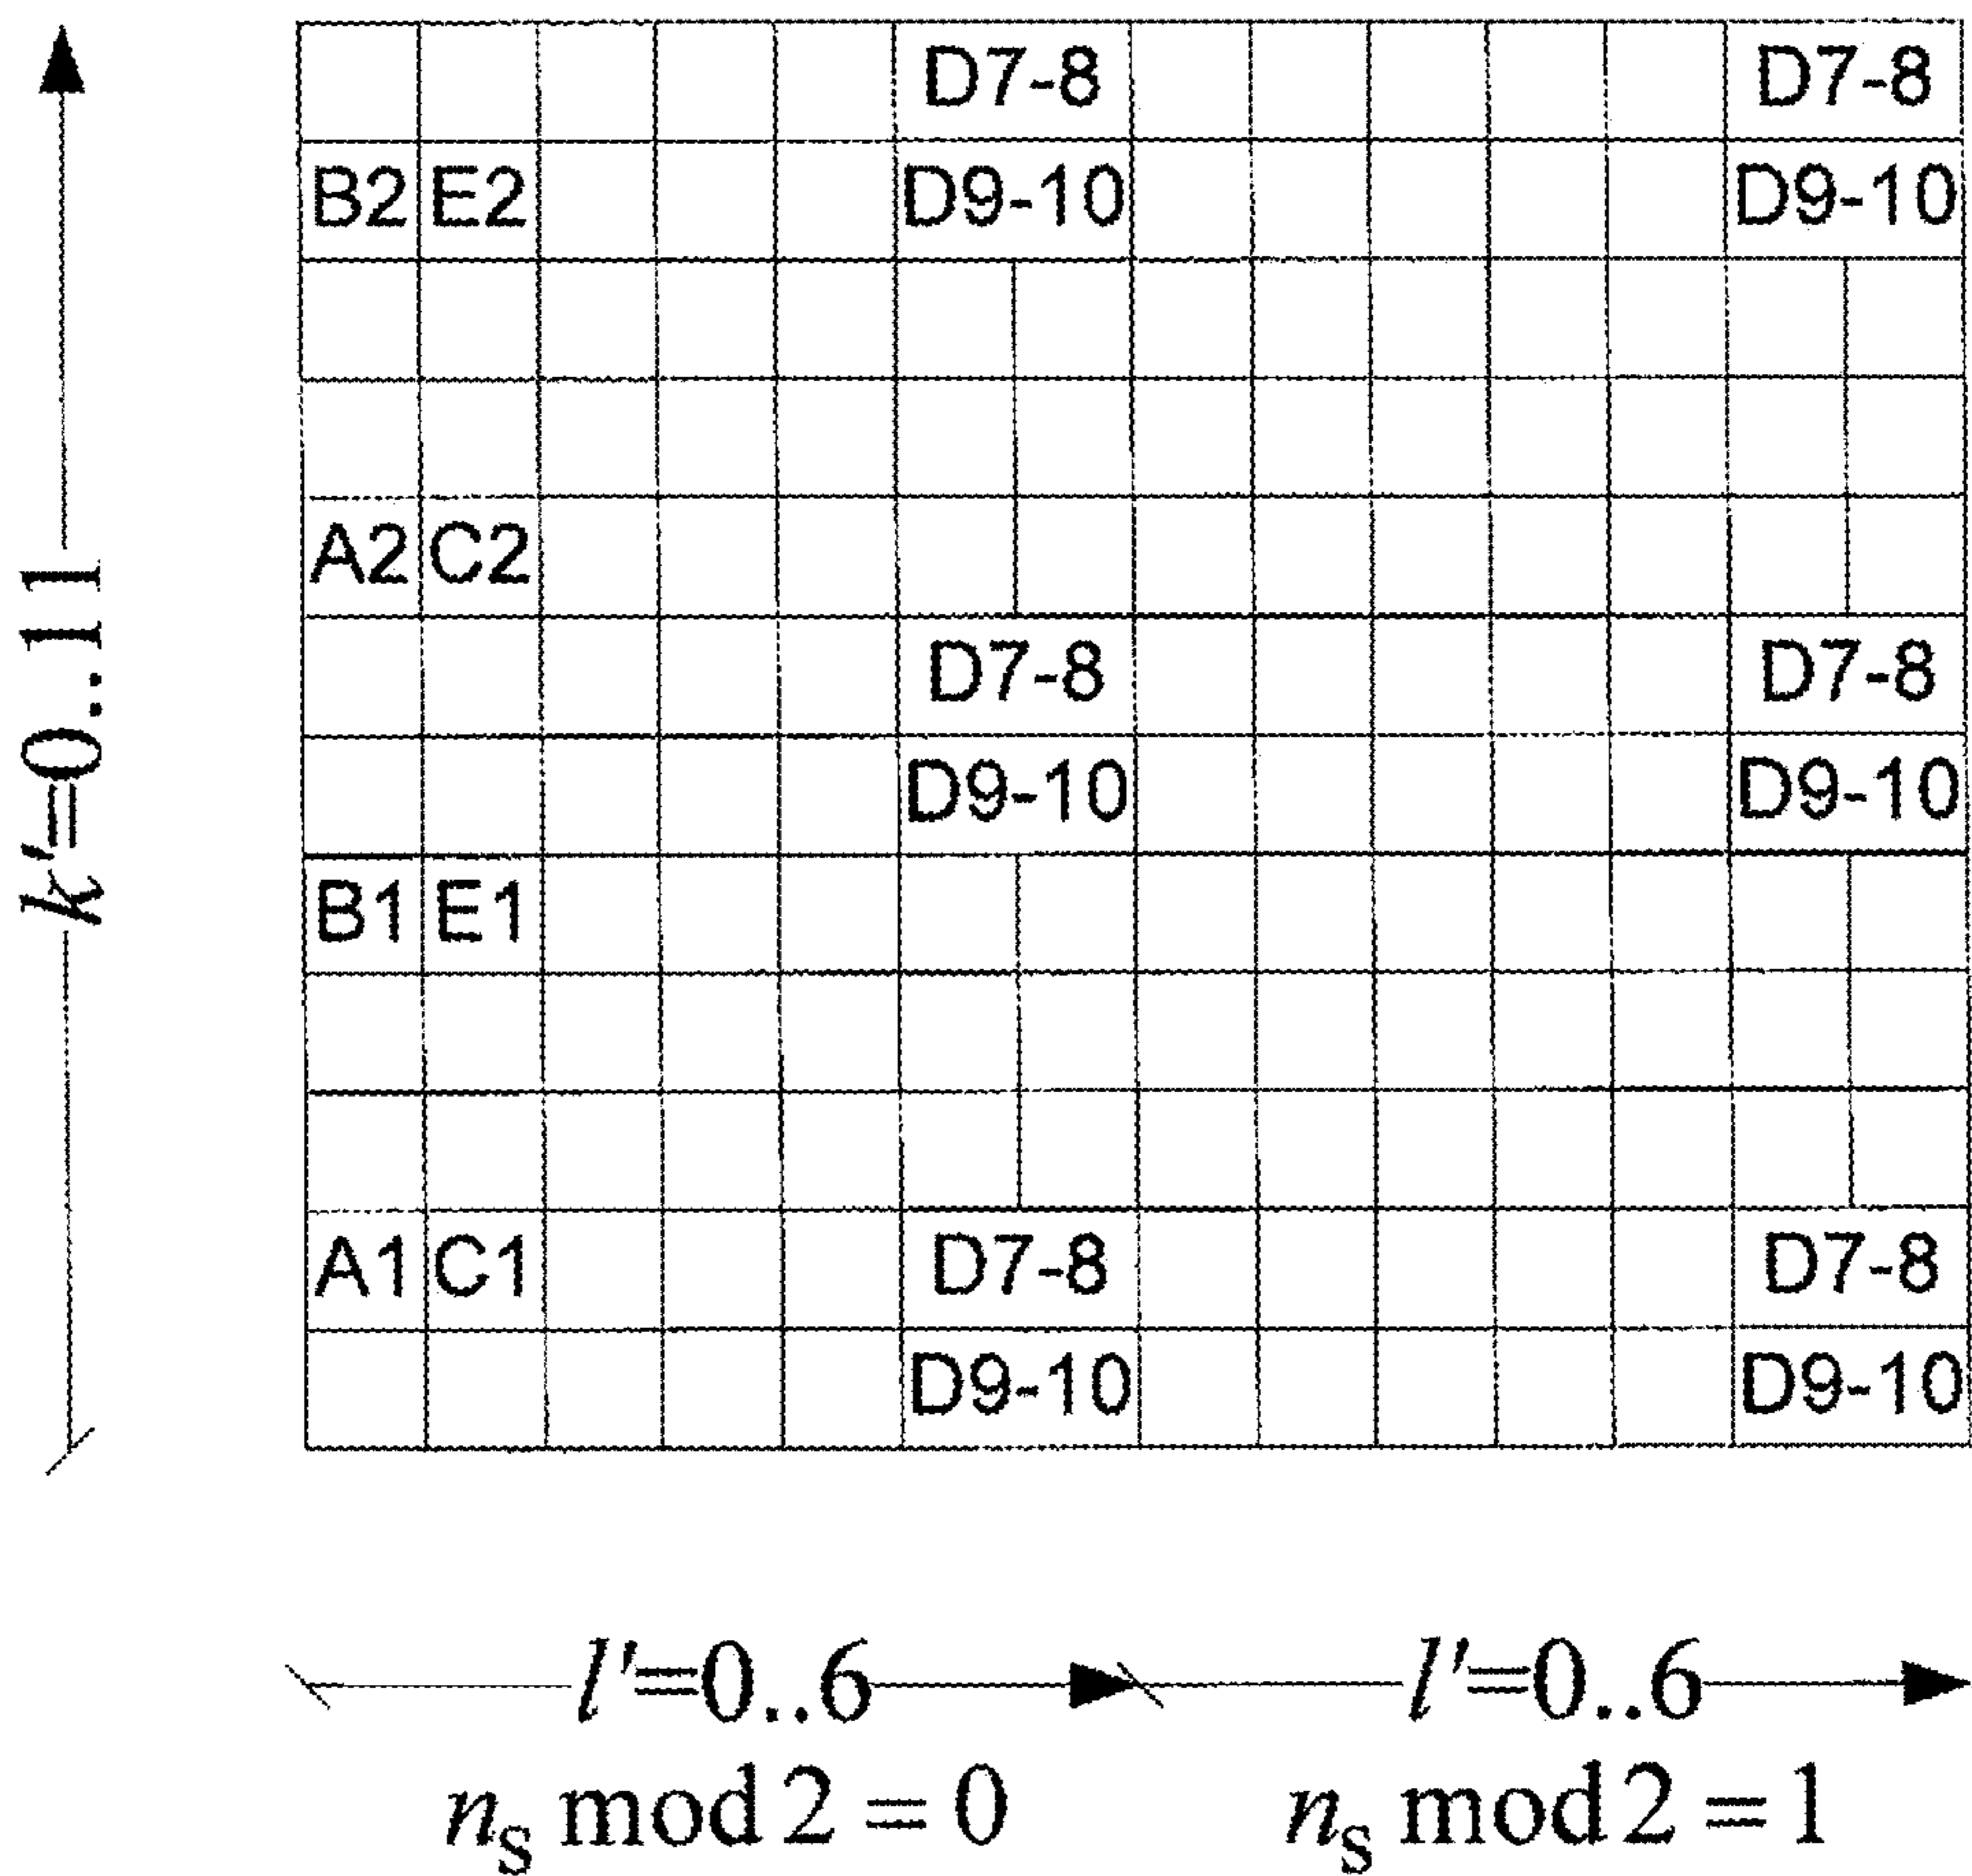 D7-8 D7-8
B2 E2 D9-10 D9-10
A2 C2
D7-8 D7-8
D9-10 D9-10
B1 E1
A1 C1 D7-8 D7-8
D9-10 D9-10
k'=0..11
l'=0..6 l'=0..6
nₛ mod 2 = 0 nₛ mod 2 = 1